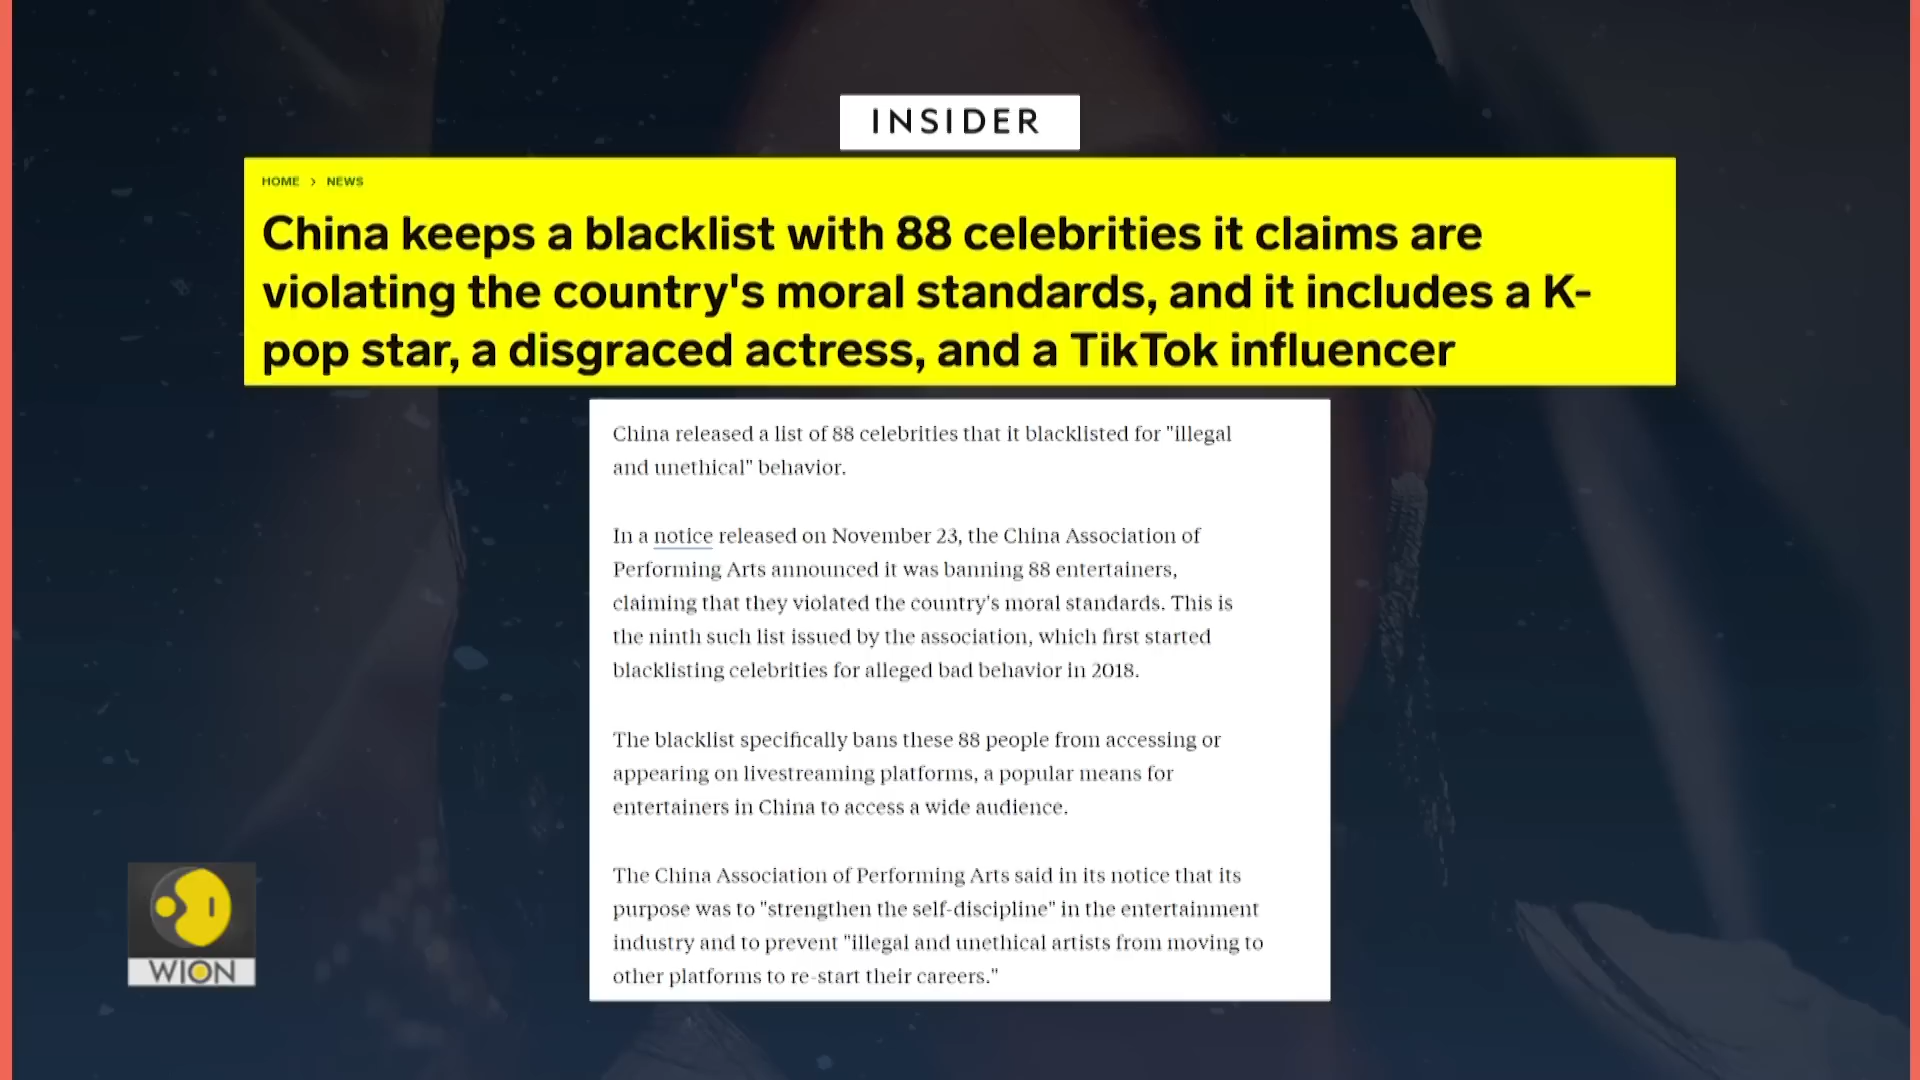 INSIDER
HOME > NEWS
China keeps a blacklist with 88 celebrities it claims are
violating the country's moral standards, and it includes a K-
pop star, a disgraced actress, and a TikTok influencer
China released a list of 88 celebrities that it blacklisted for "illegal
and unethical" behavior.
In a notice released on November 23, the China Association of
Performing Arts announced it was banning 88 entertainers,
claiming that they violated the country's moral standards. This is
the ninth such list issued by the association, which first started
blacklisting celebrities for alleged bad behavior in 2018.
The blacklist specifically bans these 88 people from accessing or
appearing on livestreaming platforms, a popular means for
entertainers in China to access a wide audience.
The China Association of Performing Arts said in its notice that its
purpose was to "strengthen the self-discipline" in the entertainment
industry and to prevent "illegal and unethical artists from moving to
other platforms to re-start their careers."
WION